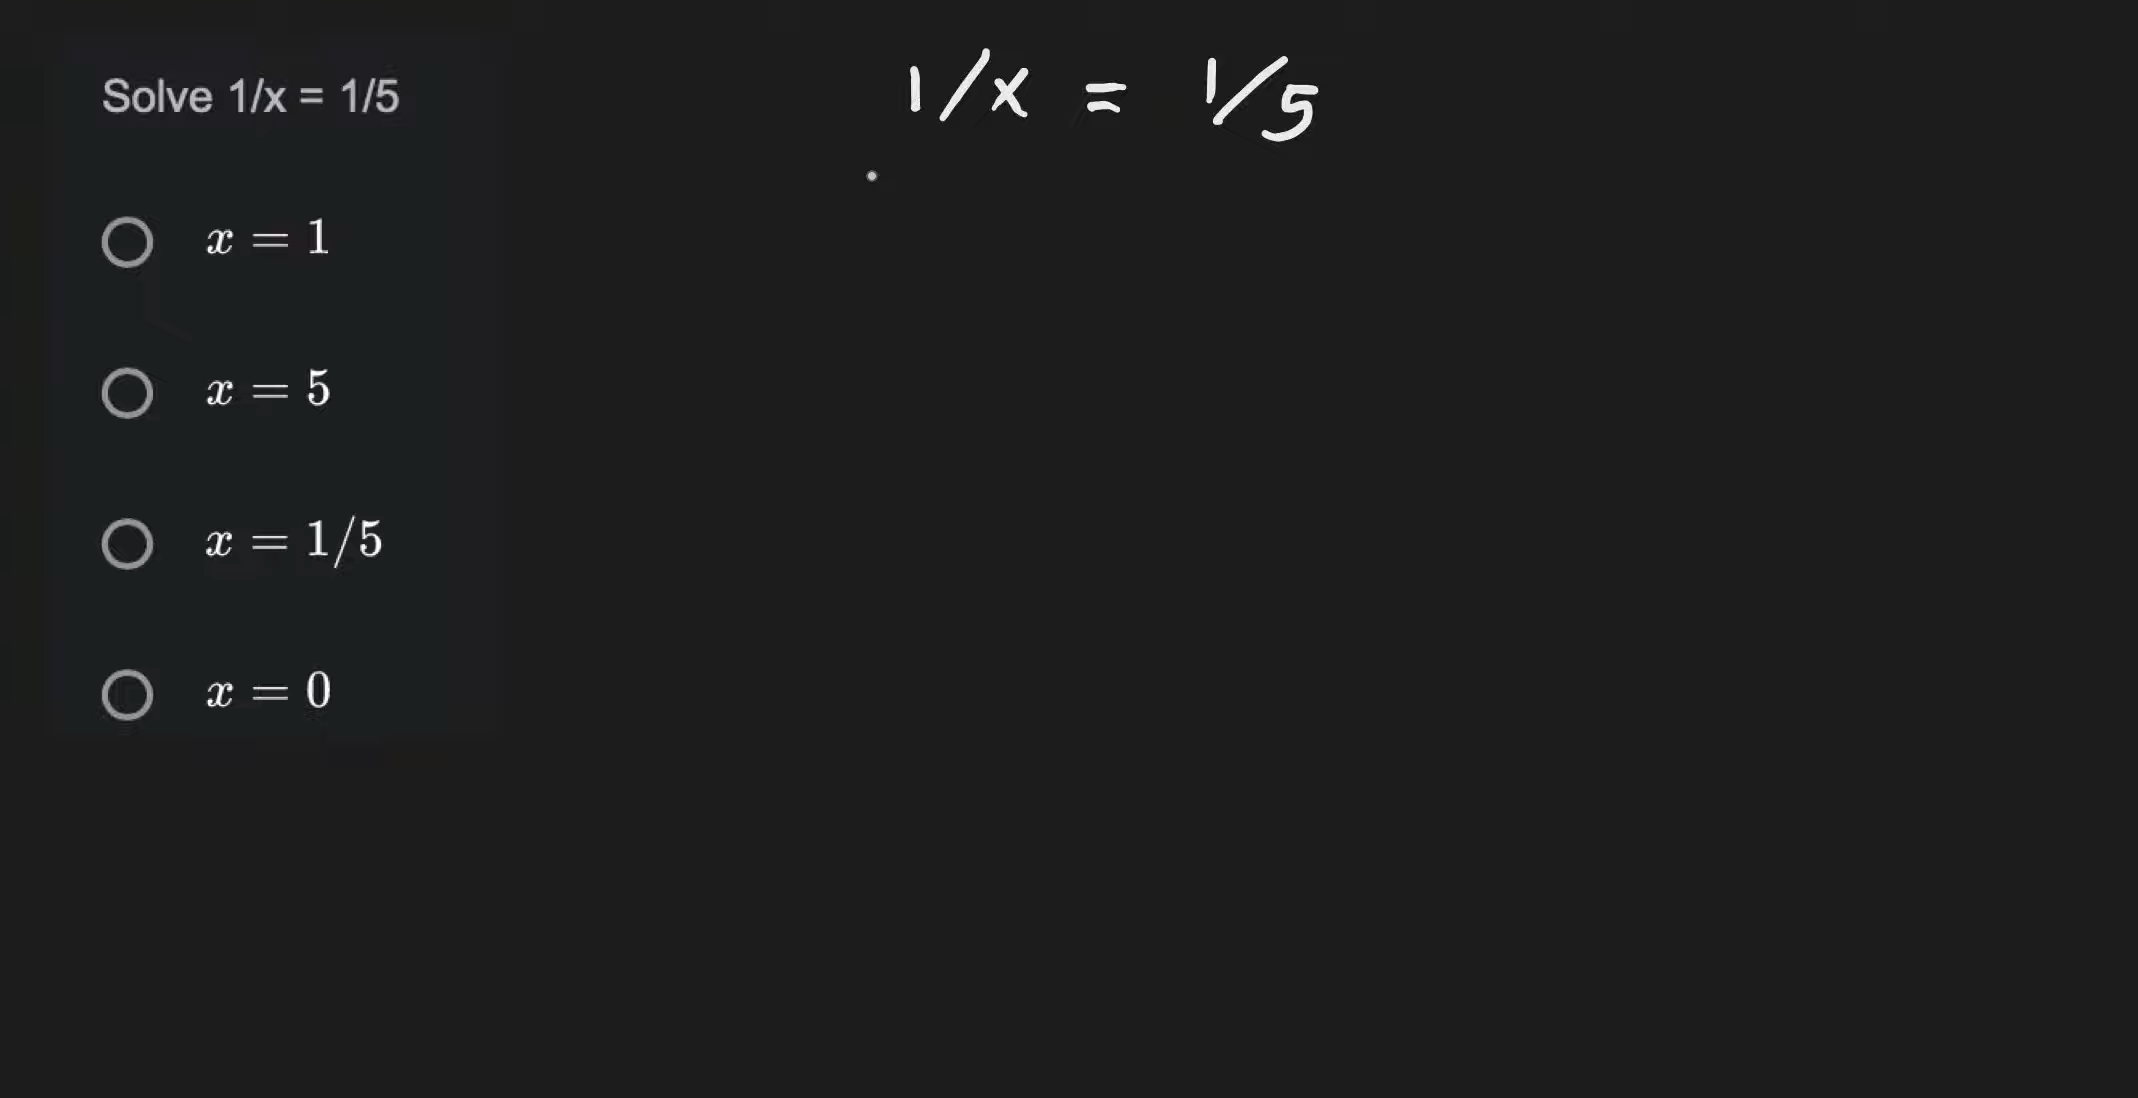 Solve 1/x = 1/5
1/x = 1/5
x = 1
x = 5
x = 1/5
x = 0